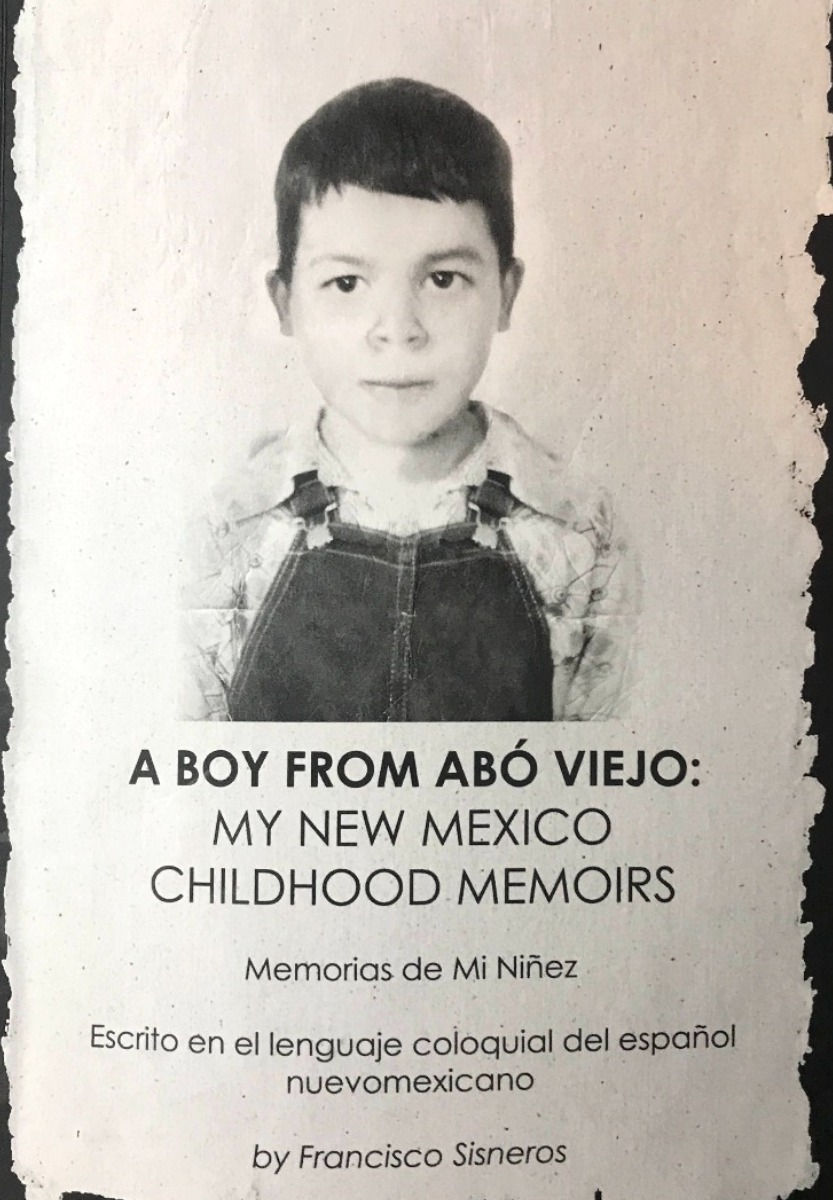 A BOY FROM ABÓ VIEJO:
MY NEW MEXICO
CHILDHOOD MEMOIRS
Memorias de Mi Niñez
Escrito en el lenguaje coloquial del español
nuevomexicano
by Francisco Sisneros